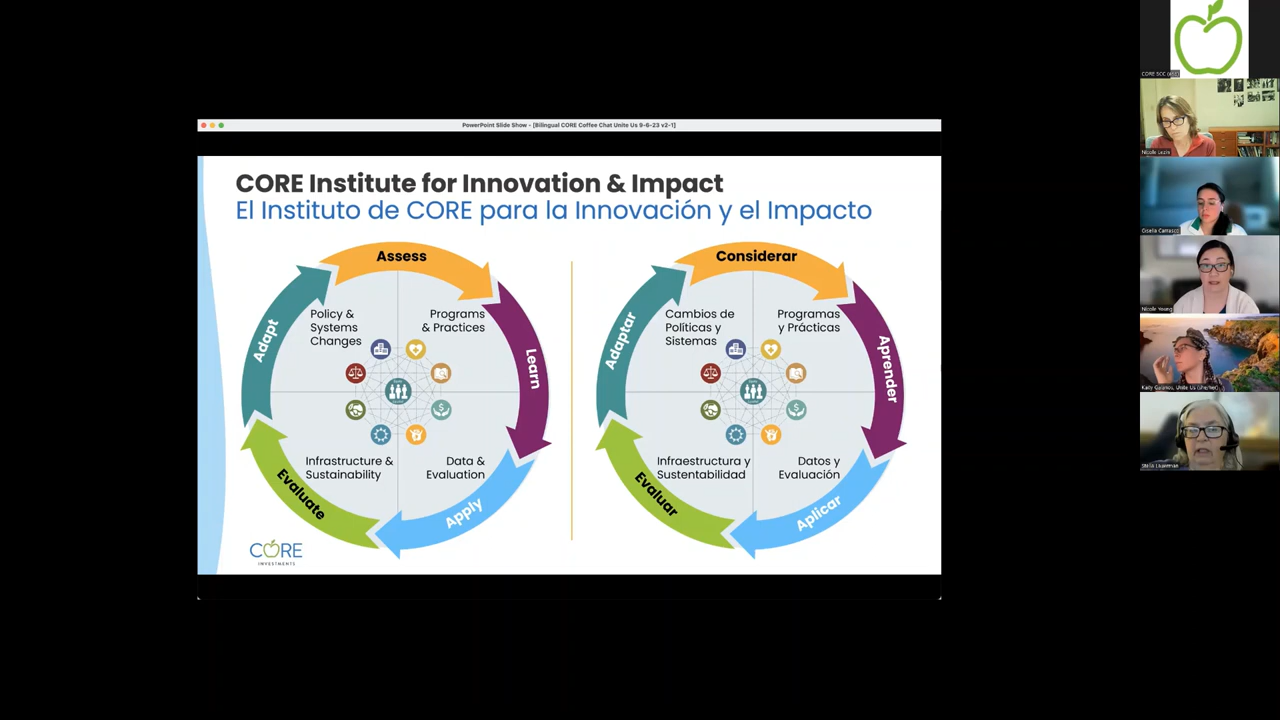 PowerPoint Slide Show - [Bilingual CORE Coffee Chat Unite Us 9-6-23 v2-1]
CORE Institute for Innovation & Impact
El Instituto de CORE para la Innovación y el Impacto
Assess
Learn
Apply
Evaluate
Adapt
Policy &
Systems
Changes
Programs
& Practices
Infrastructure &
Sustainability
Data &
Evaluation
Considerar
Aprender
Aplicar
Evaluar
Adaptar
Cambios de
Políticas y
Sistemas
Programas
y Prácticas
Infraestructura y
Sustentabilidad
Datos y
Evaluación
CORE
INVESTMENTS
Nicole Young